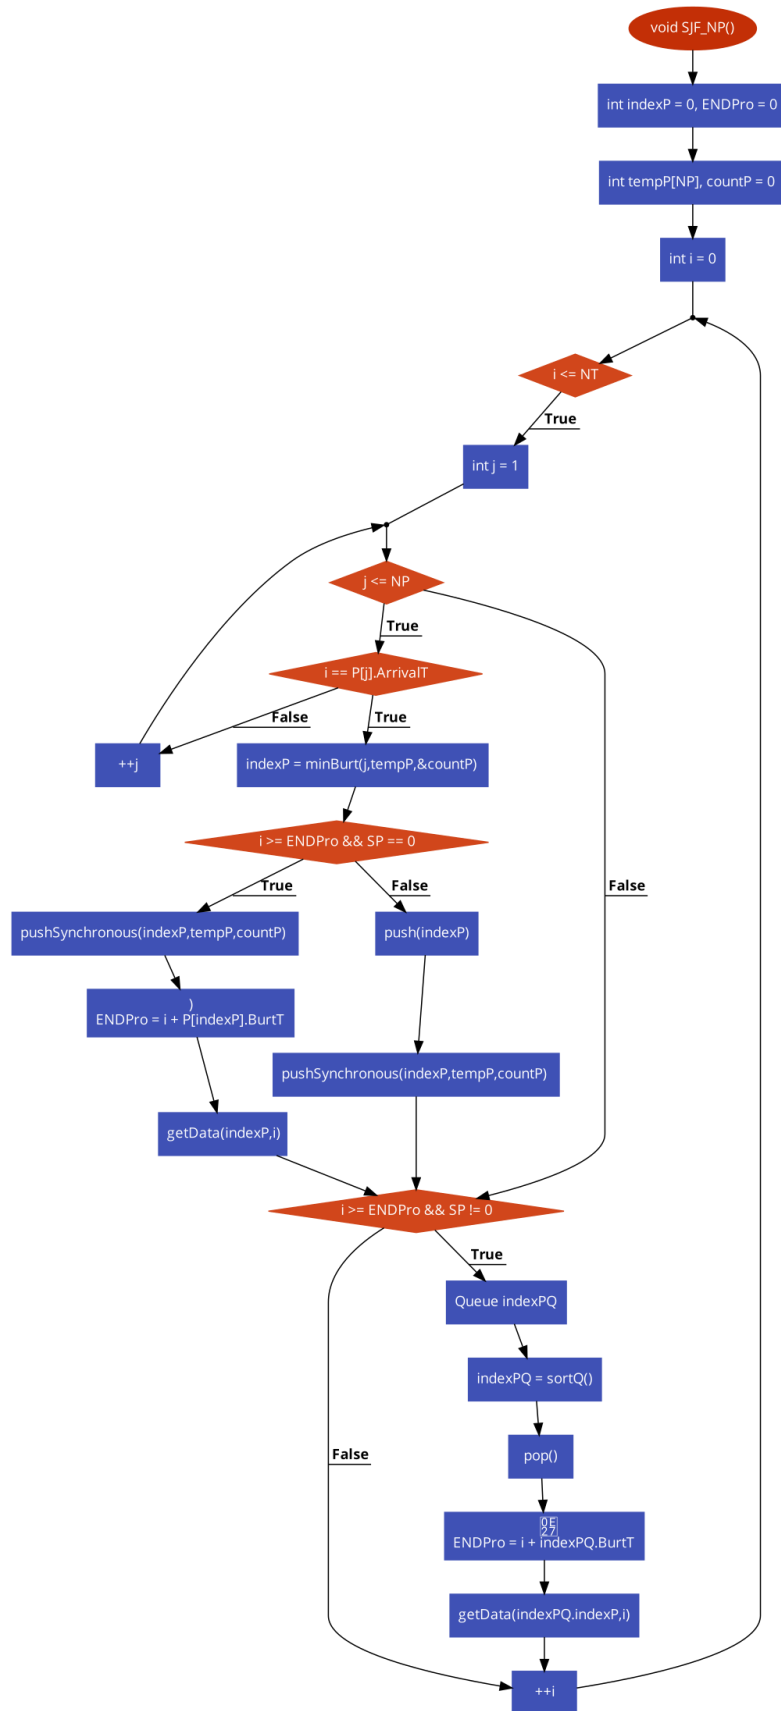 void SJF_NP()
int indexP = 0, ENDPro = 0
int tempP[NP], countP = 0
int i = 0
i <= NT
True
int j = 1
j <= NP
True
i == P[j].ArrivalT
False
True
++j
indexP = minBurt(j,tempP,&countP)
i >= ENDPro && SP == 0
True
False
False
pushSynchronous(indexP,tempP,countP)
push(indexP)
)
ENDPro = i + P[indexP].BurtT
pushSynchronous(indexP,tempP,countP)
getData(indexP,i)
i >= ENDPro && SP != 0
True
Queue indexPQ
indexPQ = sortQ()
False
pop()
0E
27
ENDPro = i + indexPQ.BurtT
getData(indexPQ.indexP,i)
++i